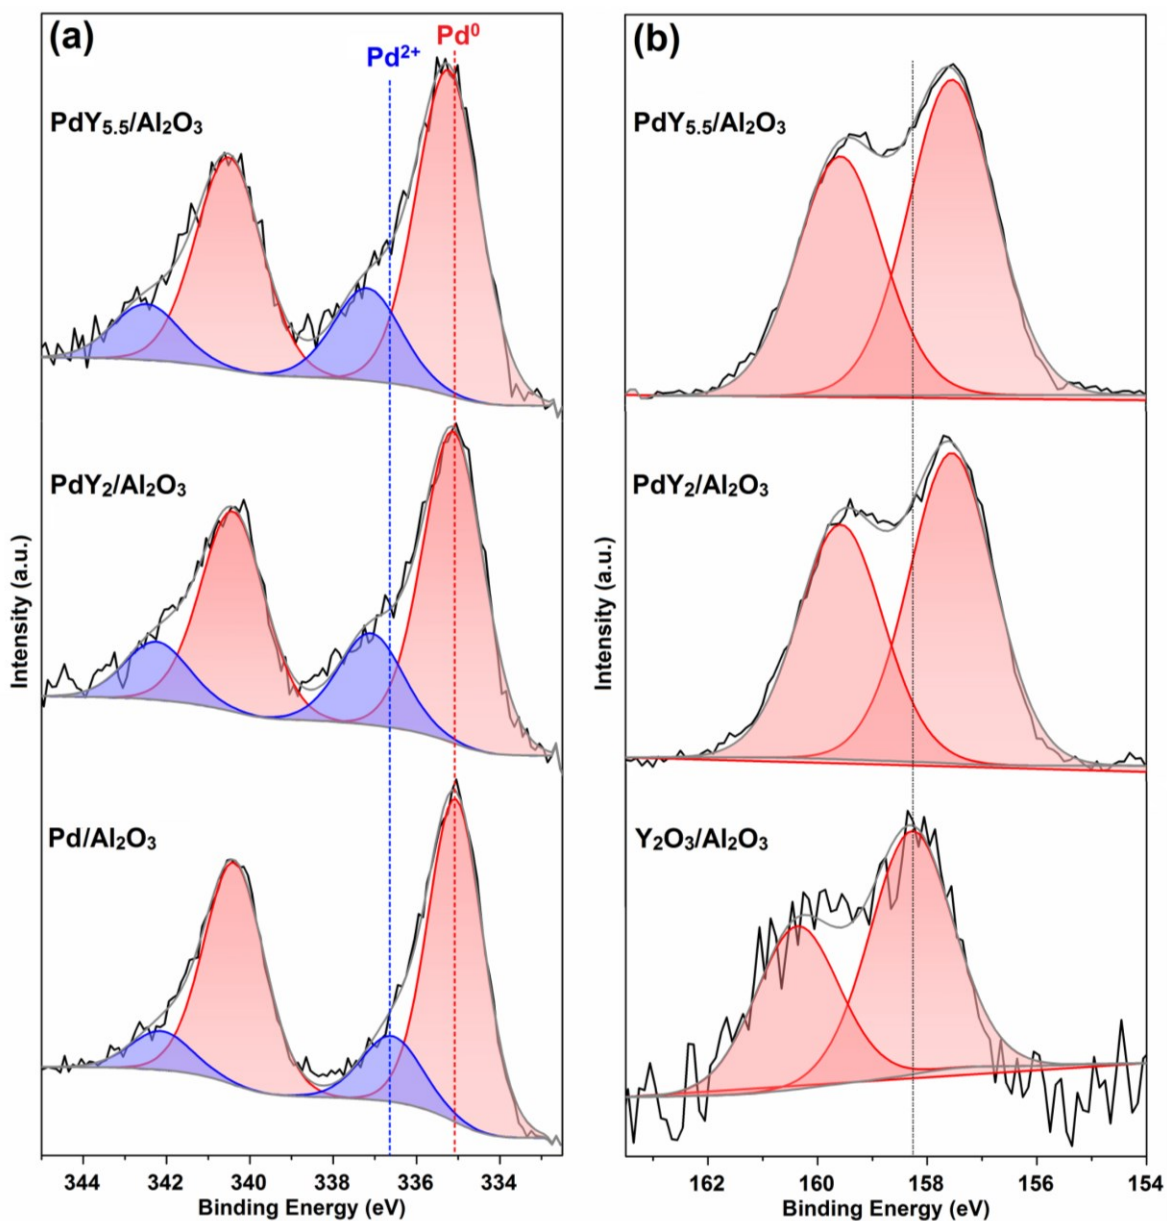 (a)
Pd²⁺
Pd⁰
PdY₅.₅/Al₂O₃
PdY₂/Al₂O₃
Pd/Al₂O₃
Intensity (a.u.)
344 342 340 338 336 334
Binding Energy (eV)
(b)
PdY₅.₅/Al₂O₃
PdY₂/Al₂O₃
Y₂O₃/Al₂O₃
Intensity (a.u.)
162 160 158 156 154
Binding Energy (eV)